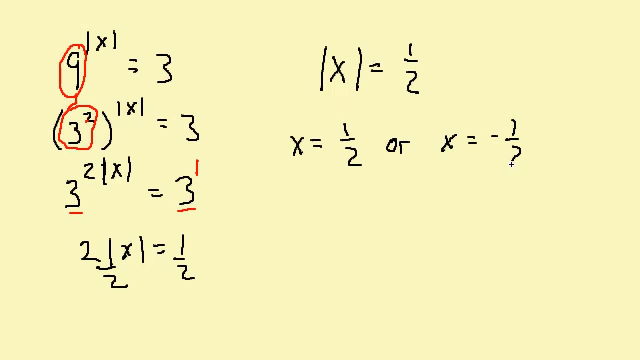 9^|x| = 3
(3^2)^|x| = 3
3^2|x| = 3^1
2|x|/2 = 1/2
|x| = 1/2
x = 1/2 or x = -1/2